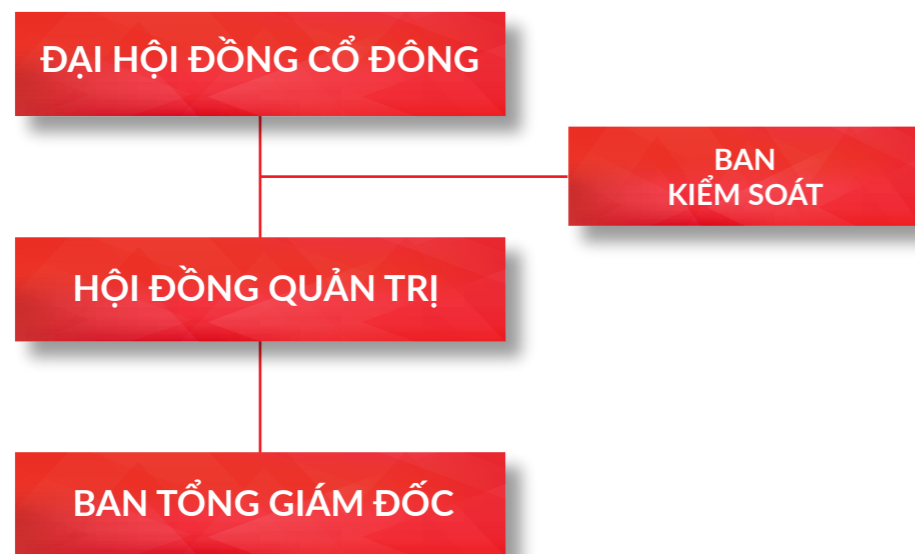 ĐẠI HỘI ĐỒNG CỔ ĐÔNG
BAN
KIỂM SOÁT
HỘI ĐỒNG QUẢN TRỊ
BAN TỔNG GIÁM ĐỐC